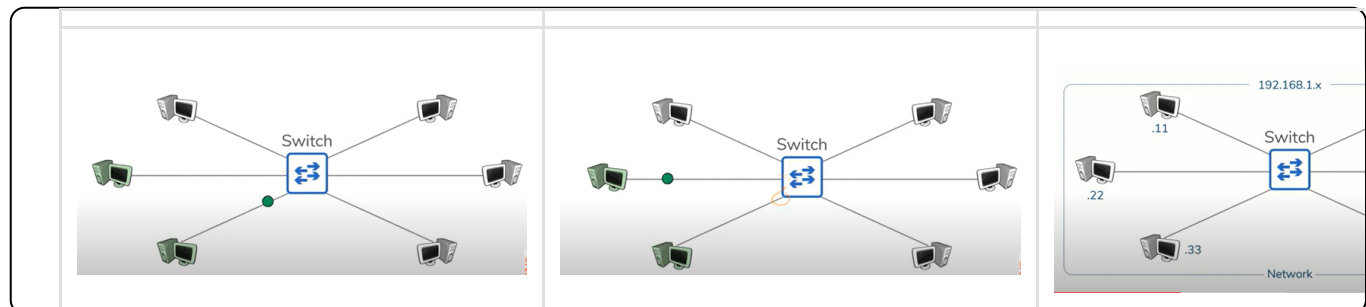 Switch
Switch
192.168.1.x
.11
Switch
.22
.33
Network